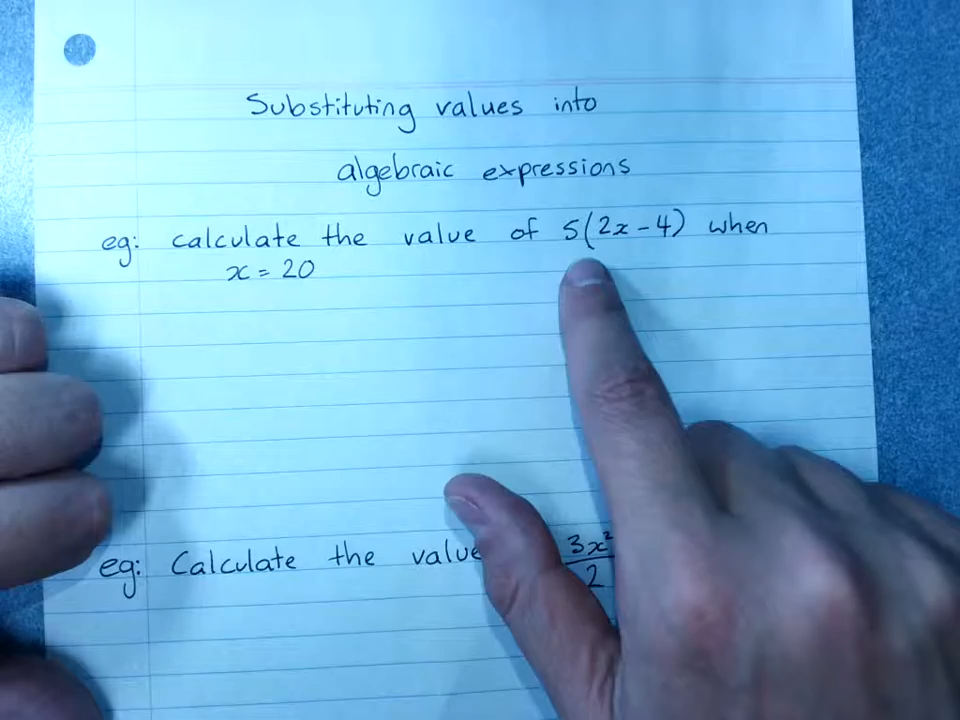 Substituting values into
algebraic expressions
eg: calculate the value of 5(2x-4) when
x = 20
eg: Calculate the value 3x²/2